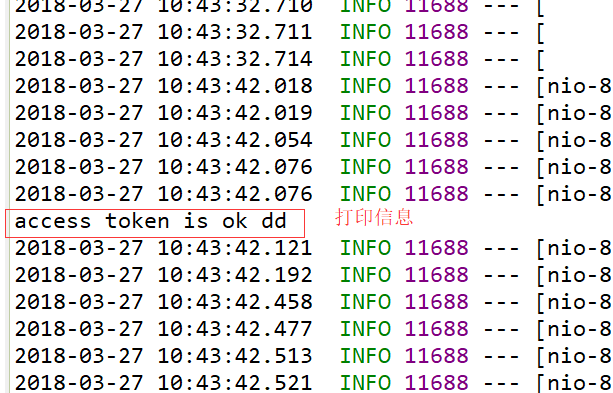 2018-03-27 10:43:32.710  INFO 11688 --- [
2018-03-27 10:43:32.711  INFO 11688 --- [
2018-03-27 10:43:32.714  INFO 11688 --- [
2018-03-27 10:43:42.018  INFO 11688 --- [nio-8
2018-03-27 10:43:42.019  INFO 11688 --- [nio-8
2018-03-27 10:43:42.054  INFO 11688 --- [nio-8
2018-03-27 10:43:42.076  INFO 11688 --- [nio-8
2018-03-27 10:43:42.076  INFO 11688 --- [nio-8
access token is ok dd 打印信息
2018-03-27 10:43:42.121  INFO 11688 --- [nio-8
2018-03-27 10:43:42.192  INFO 11688 --- [nio-8
2018-03-27 10:43:42.458  INFO 11688 --- [nio-8
2018-03-27 10:43:42.477  INFO 11688 --- [nio-8
2018-03-27 10:43:42.513  INFO 11688 --- [nio-8
2018-03-27 10:43:42.521  INFO 11688 --- [nio-8